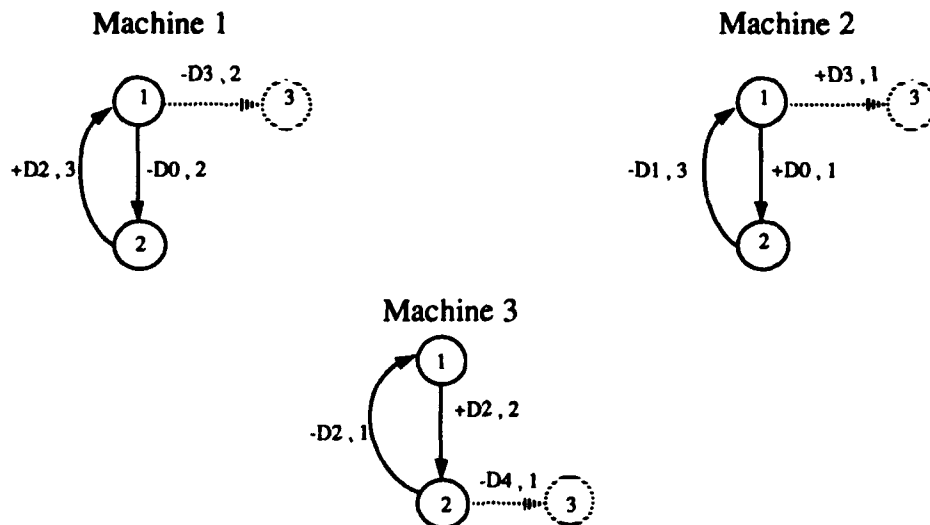 Machine 1
-D3 , 2
1
3
+D2 , 3
-D0 , 2
2
Machine 2
+D3 , 1
1
3
-D1 , 3
+D0 , 1
2
Machine 3
1
+D2 , 2
-D2 , 1
-D4 , 1
2
3